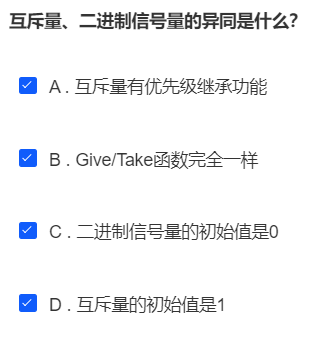 互斥量、二进制信号量的异同是什么?
A . 互斥量有优先级继承功能
B . Give/Take函数完全一样
C . 二进制信号量的初始值是0
D . 互斥量的初始值是1